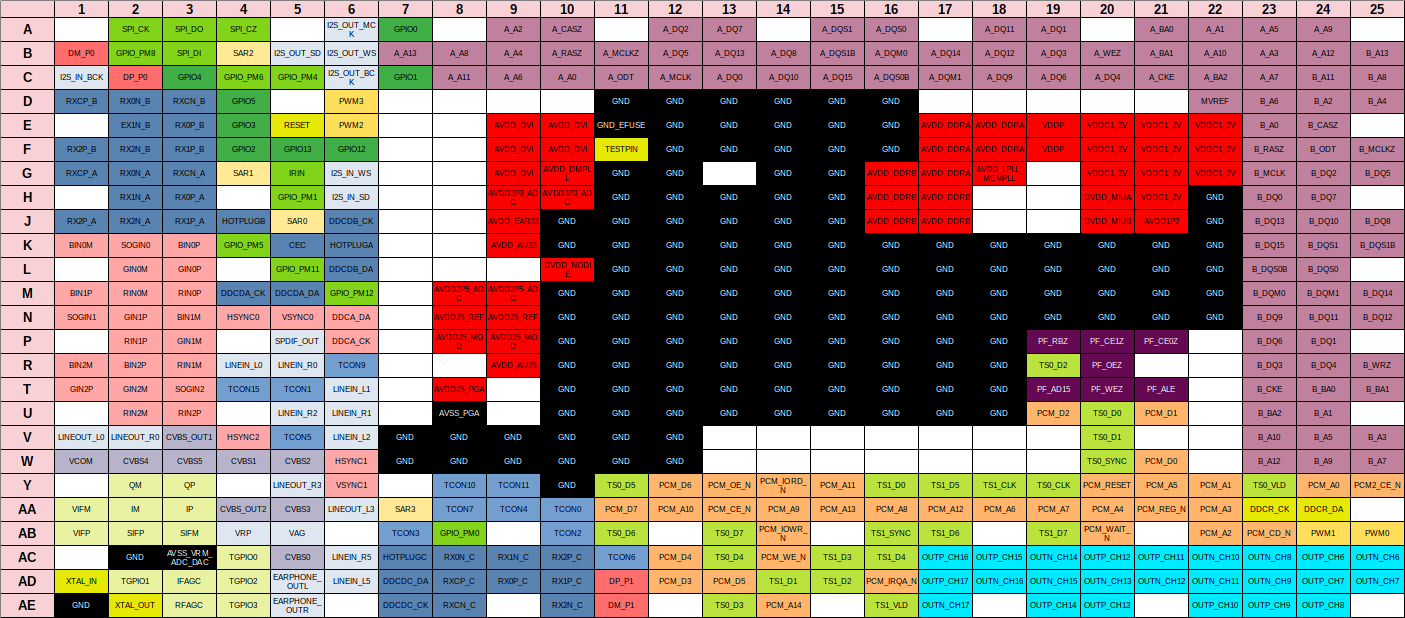 1 2 3 4 5 6 7 8 9 10 11 12 13 14 15 16 17 18 19 20 21 22 23 24 25
A SPI_CK SPI_DO SPI_CZ I2S_OUT_MCK GPIO0 A_A2 A_CASZ A_DQ2 A_DQ7 A_DQS1 A_DQS0 A_DQ11 A_DQ1 A_BA0 A_A1 A_A5 A_A9
B DM_P0 GPIO_PM8 SPI_DI SAR2 I2S_OUT_SD I2S_OUT_WS A_A13 A_A8 A_A4 A_RASZ A_MCLKZ A_DQ5 A_DQ13 A_DQ8 A_DQS1B A_DQM0 A_DQ14 A_DQ12 A_DQ3 A_WEZ A_BA1 A_A10 A_A3 A_A12 B_A13
C I2S_IN_BCK DP_P0 GPIO4 GPIO_PM6 GPIO_PM4 I2S_OUT_BCK GPIO1 A_A11 A_A6 A_A0 A_ODT A_MCLK A_DQ0 A_DQ10 A_DQ15 A_DQS0B A_DQM1 A_DQ9 A_DQ6 A_DQ4 A_CKE A_BA2 A_A7 B_A11 B_A8
D RXCP_B RX0N_B RXCN_B GPIO5 PWM3 GND GND GND GND GND GND MVREF B_A6 B_A2 B_A4
E EX1N_B RX0P_B GPIO3 RESET PWM2 AVDD_DVI AVDD_DVI GND_EFUSE GND GND GND GND GND AVDD_DDRA AVDD_DDRA VDDP VDDC1_2V VDDC1_2V VDDC1_2V B_A0 B_CASZ
F RX2P_B RX2N_B RX1P_B GPIO2 GPIO13 GPIO12 AVDD_DVI AVDD_DVI TESTPIN GND GND GND GND GND AVDD_DDRA AVDD_DDRA VDDP VDDC1_2V VDDC1_2V VDDC1_2V B_RASZ B_ODT B_MCLKZ
G RXCP_A RX0N_A RXCN_A SAR1 IRIN I2S_IN_WS AVDD_DVI AVDD_DMPLL GND GND GND GND AVDD_DDRB AVDD_DDRB AVDD_LPLL_MEMPLL VDDC1_2V VDDC1_2V VDDC1_2V B_MCLK B_DQ2 B_DQ5
H RX1N_A RX0P_A GPIO_PM1 I2S_IN_SD AVDD3P3_ADC AVDD3P3_ADC GND GND GND GND GND AVDD_DDRB AVDD_DDRB DVDD_MIUA VDDC1_2V GND B_DQ0 B_DQ7
J RX2P_A RX2N_A RX1P_A HOTPLUGB SAR0 DDCDB_CK AVDD_EAR33 GND GND GND GND GND GND AVDD_DDRB AVDD_DDRB DVDD_MIUB AVDD1P2 GND B_DQ13 B_DQ10 B_DQ8
K BIN0M SOGIN0 BIN0P GPIO_PM5 CEC HOTPLUGA AVDD_AU33 GND GND GND GND GND GND GND GND GND GND GND GND GND B_DQ15 B_DQS1 B_DQS1B
L GIN0M GIN0P GPIO_PM11 DDCDB_DA DVDD_NODIE GND GND GND GND GND GND GND GND GND GND GND GND B_DQS0B B_DQS0
M BIN1P RIN0M RIN0P DDCDA_CK DDCDA_DA GPIO_PM12 AVDD2P5_ADC AVDD2P5_ADC GND GND GND GND GND GND GND GND GND GND GND GND GND B_DQM0 B_DQM1 B_DQ14
N SOGIN1 GIN1P BIN1M HSYNC0 VSYNC0 DDCA_DA AVDD25_REF AVDD25_REF GND GND GND GND GND GND GND GND GND GND GND GND GND B_DQ9 B_DQ11 B_DQ12
P RIN1P GIN1M SPDIF_OUT DDCA_CK AVDD25_MOD AVDD25_MOD GND GND GND GND GND GND GND GND GND PF_RBZ PF_CE1Z PF_CE0Z B_DQ6 B_DQ1
R BIN2M BIN2P RIN1M LINEIN_L0 LINEIN_R0 TCON9 AVDD_AU25 GND GND GND GND GND GND GND GND GND TS0_D2 PF_OEZ B_DQ3 B_DQ4 B_WRZ
T GIN2P GIN2M SOGIN2 TCON15 TCON1 LINEIN_L1 AVDD25_PGA GND GND GND GND GND GND GND GND GND PF_AD15 PF_WEZ PF_ALE B_CKE B_BA0 B_BA1
U RIN2M RIN2P LINEIN_R2 LINEIN_R1 AVSS_PGA GND GND GND GND GND GND GND GND GND PCM_D2 TS0_D0 PCM_D1 B_BA2 B_A1
V LINEOUT_L0 LINEOUT_R0 CVBS_OUT1 HSYNC2 TCON5 LINEIN_L2 GND GND GND GND GND GND TS0_D1 B_A10 B_A5 B_A3
W VCOM CVBS4 CVBS5 CVBS1 CVBS2 HSYNC1 GND GND GND GND GND GND TS0_SYNC PCM_D0 B_A12 B_A9 B_A7
Y QM QP LINEOUT_R3 VSYNC1 TCON10 TCON11 GND TS0_D5 PCM_D6 PCM_OE_N PCM_IORD_N PCM_A11 TS1_D0 TS1_D5 TS1_CLK TS0_CLK PCM_RESET PCM_A5 PCM_A1 TS0_VLD PCM_A0 PCM2_CE_N
AA VIFM IM IP CVBS_OUT2 CVBS3 LINEOUT_L3 SAR3 TCON7 TCON4 TCON0 PCM_D7 PCM_A10 PCM_CE_N PCM_A9 PCM_A13 PCM_A8 PCM_A12 PCM_A6 PCM_A7 PCM_A4 PCM_REG_N PCM_A3 DDCR_CK DDCR_DA
AB VIFP SIFP SIFM VRP VAG TCON3 GPIO_PM0 TCON2 TS0_D6 TS0_D7 PCM_IOWR_N TS1_SYNC TS1_D6 TS1_D7 PCM_WAIT_N PCM_A2 PCM_CD_N PWM1 PWM0
AC GND AVSS_VRM_ADC_DAC TGPIO0 CVBS0 LINEIN_R5 HOTPLUGC RX0N_C RX1N_C RX2P_C TCON6 PCM_D4 TS0_D4 PCM_WE_N TS1_D3 TS1_D4 OUTP_CH16 OUTP_CH15 OUTN_CH14 OUTP_CH12 OUTP_CH11 OUTN_CH10 OUTN_CH8 OUTP_CH6 OUTN_CH6
AD XTAL_IN TGPIO1 IFAGC TGPIO2 EARPHONE_OUTL LINEIN_L5 DDCDC_DA RXCP_C RX0P_C RX1P_C DP_P1 PCM_D3 PCM_D5 TS1_D1 TS1_D2 PCM_IRQA_N OUTP_CH17 OUTN_CH16 OUTN_CH15 OUTN_CH13 OUTN_CH12 OUTN_CH11 OUTN_CH9 OUTP_CH7 OUTN_CH7
AE GND XTAL_OUT RFAGC TGPIO3 EARPHONE_OUTR DDCDC_CK RXCN_C RX2N_C DM_P1 TS0_D3 PCM_A14 TS1_VLD OUTN_CH17 OUTP_CH14 OUTP_CH13 OUTP_CH10 OUTP_CH9 OUTP_CH8